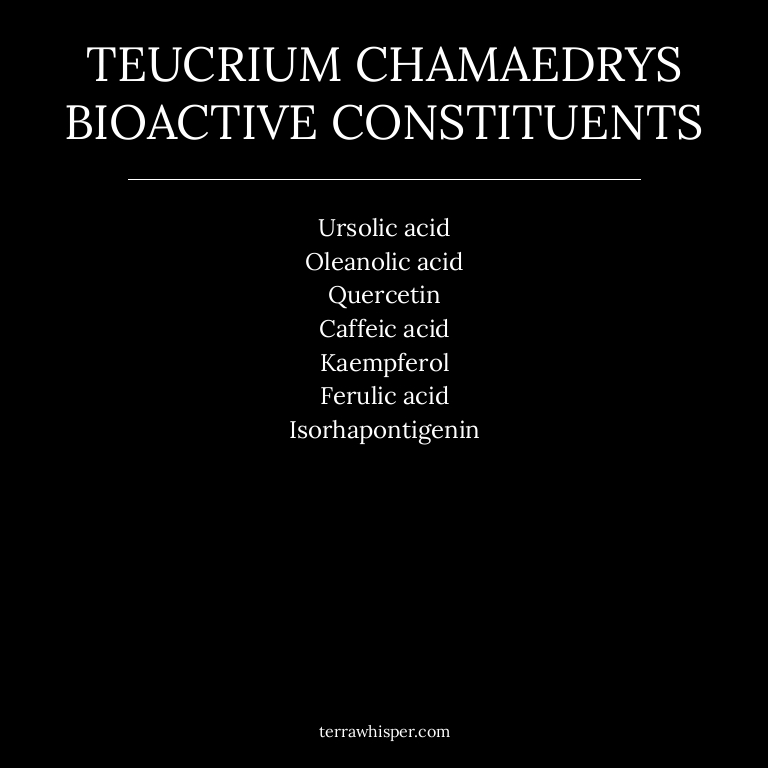 TEUCRIUM CHAMAEDRYS
BIOACTIVE CONSTITUENTS
Ursolic acid
Oleanolic acid
Quercetin
Caffeic acid
Kaempferol
Ferulic acid
Isorhapontigenin
terrawhisper.com